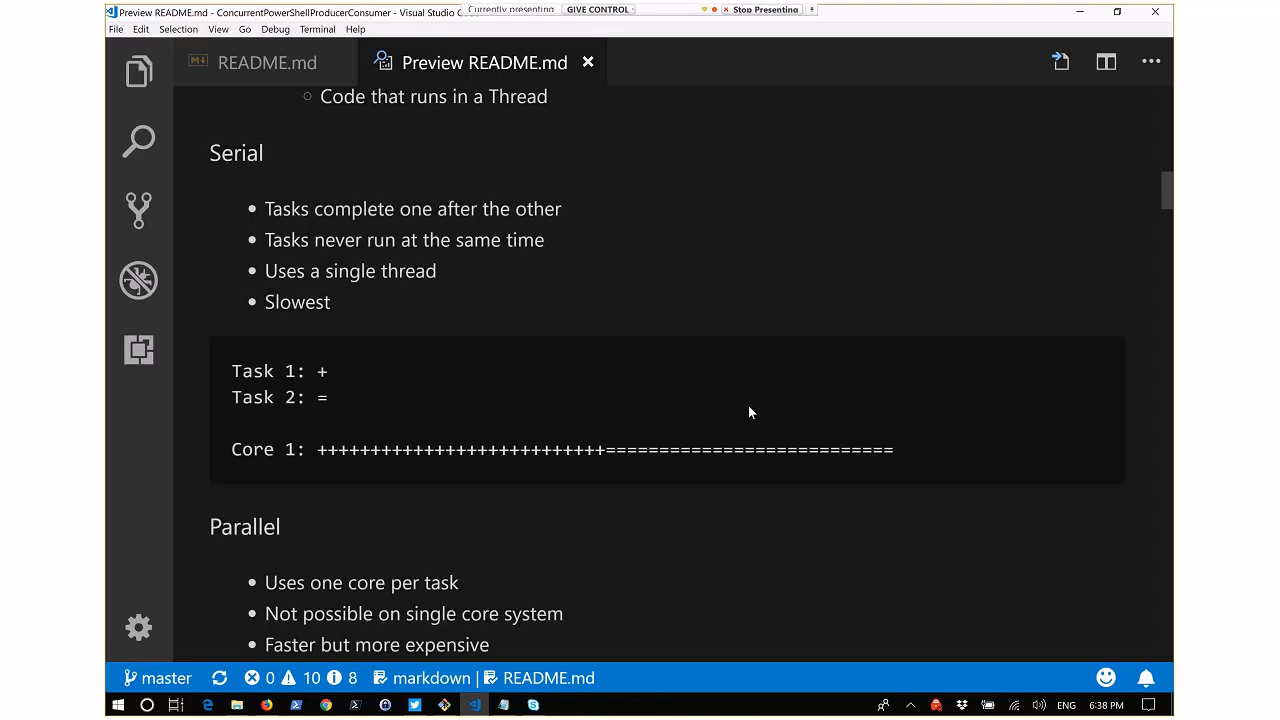 Preview README.md - ConcurrentPowerShellProducerConsumer - Visual Studio Co
Currently presenting
GIVE CONTROL
Stop Presenting
File Edit Selection View Go Debug Terminal Help
README.md
Preview README.md
Code that runs in a Thread
Serial
Tasks complete one after the other
Tasks never run at the same time
Uses a single thread
Slowest
Task 1: +
Task 2: =
Core 1: +++++++++++++++++++++++++++===========================
Parallel
Uses one core per task
Not possible on single core system
Faster but more expensive
master 0 10 8 markdown | README.md
ENG 6:38 PM